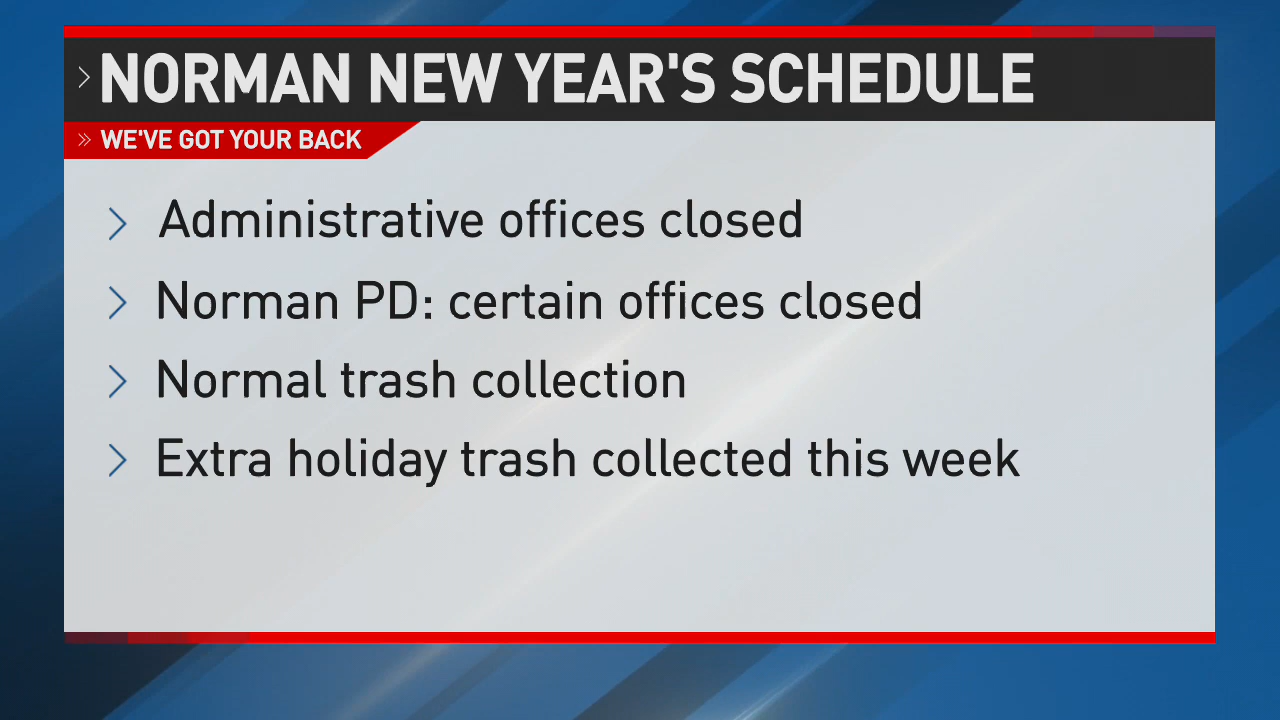 NORMAN NEW YEAR'S SCHEDULE
WE'VE GOT YOUR BACK
Administrative offices closed
Norman PD: certain offices closed
Normal trash collection
Extra holiday trash collected this week